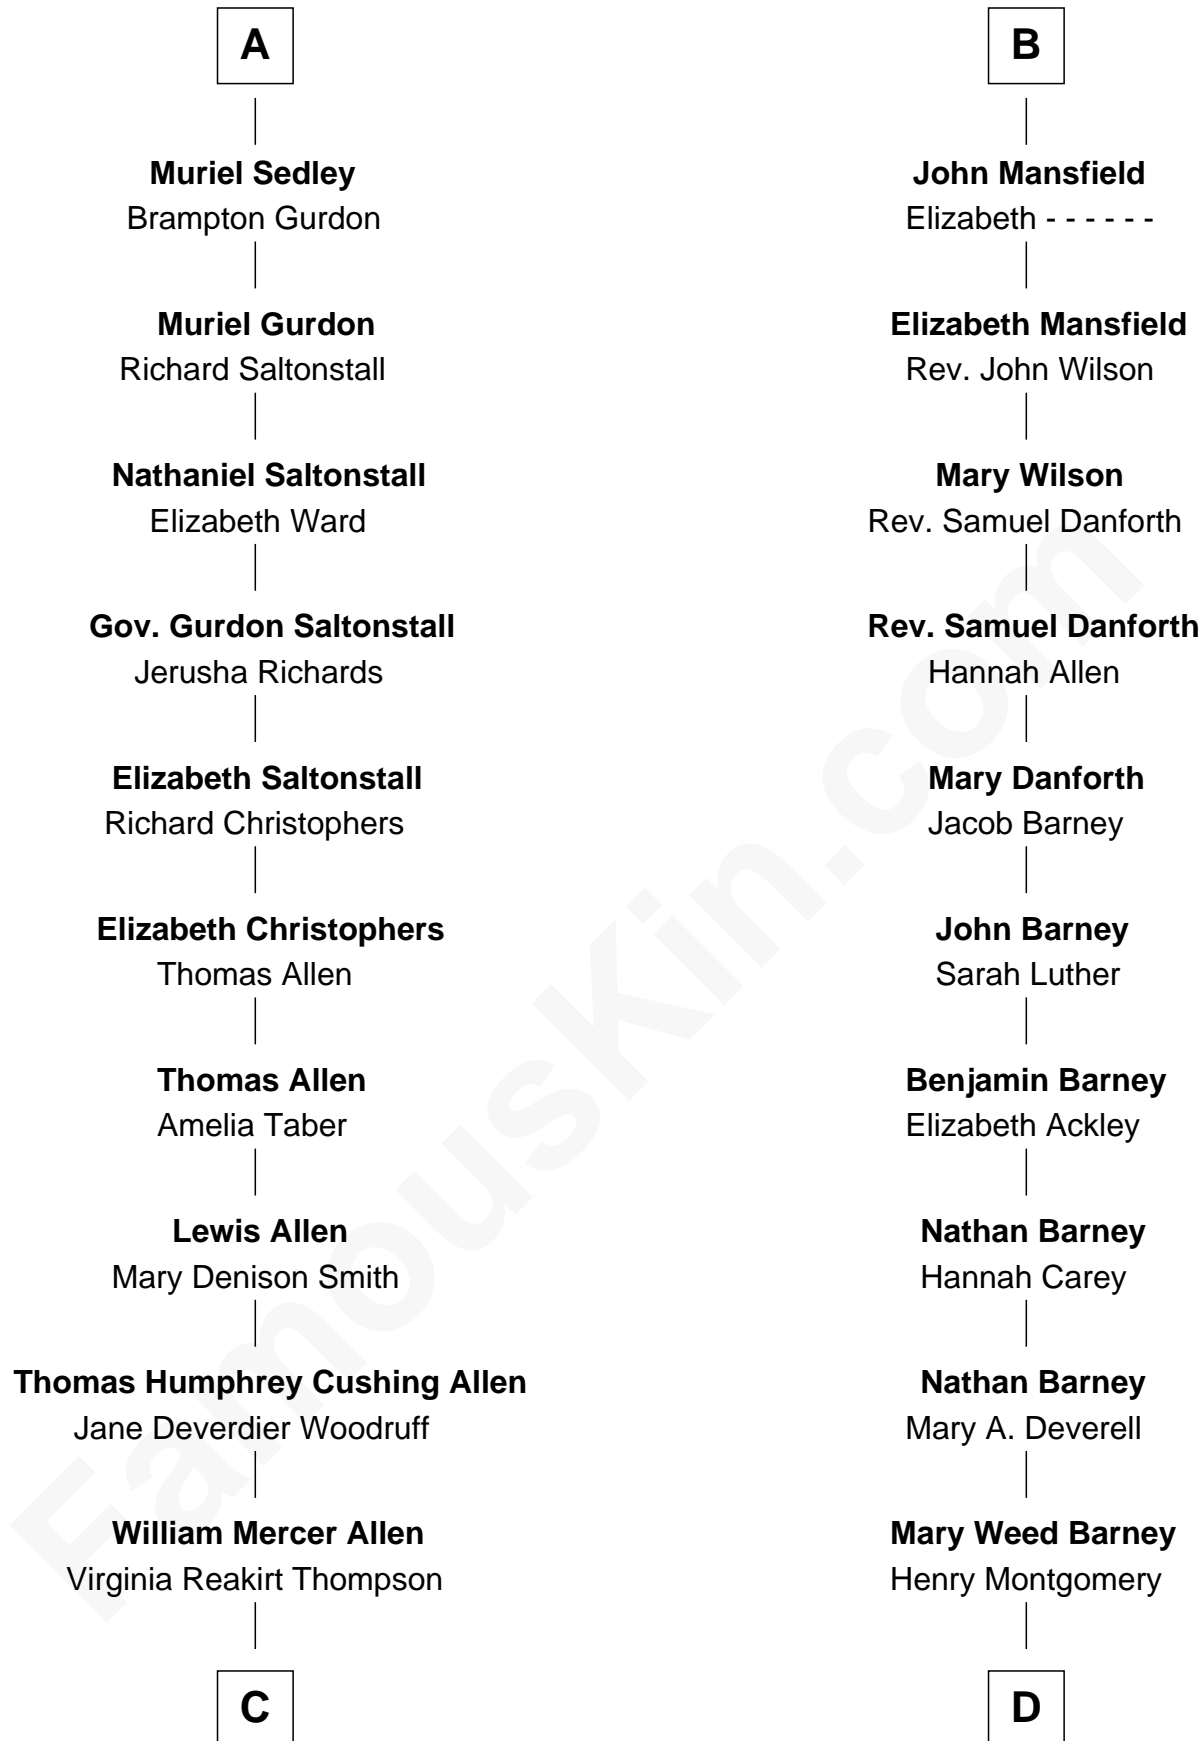 A
Muriel Sedley
Brampton Gurdon
Muriel Gurdon
Richard Saltonstall
Nathaniel Saltonstall
Elizabeth Ward
Gov. Gurdon Saltonstall
Jerusha Richards
Elizabeth Saltonstall
Richard Christophers
Elizabeth Christophers
Thomas Allen
Thomas Allen
Amelia Taber
Lewis Allen
Mary Denison Smith
Thomas Humphrey Cushing Allen
Jane Deverdier Woodruff
William Mercer Allen
Virginia Reakirt Thompson
C
B
John Mansfield
Elizabeth - - - - - -
Elizabeth Mansfield
Rev. John Wilson
Mary Wilson
Rev. Samuel Danforth
Rev. Samuel Danforth
Hannah Allen
Mary Danforth
Jacob Barney
John Barney
Sarah Luther
Benjamin Barney
Elizabeth Ackley
Nathan Barney
Hannah Carey
Nathan Barney
Mary A. Deverell
Mary Weed Barney
Henry Montgomery
D
FamousKin.com